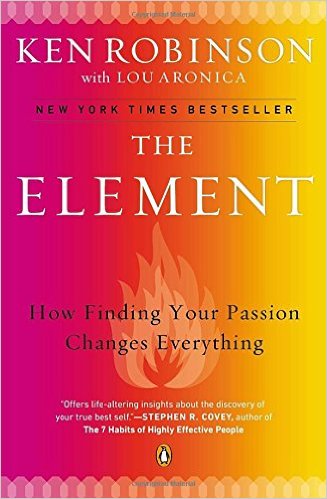 KEN ROBINSON
with LOU ARONICA
NEW YORK TIMES BESTSELLER
THE
ELEMENT
How Finding Your Passion
Changes Everything
"Offers life-altering insights about the discovery of
your true best self."—STEPHEN R. COVEY, author of
The 7 Habits of Highly Effective People